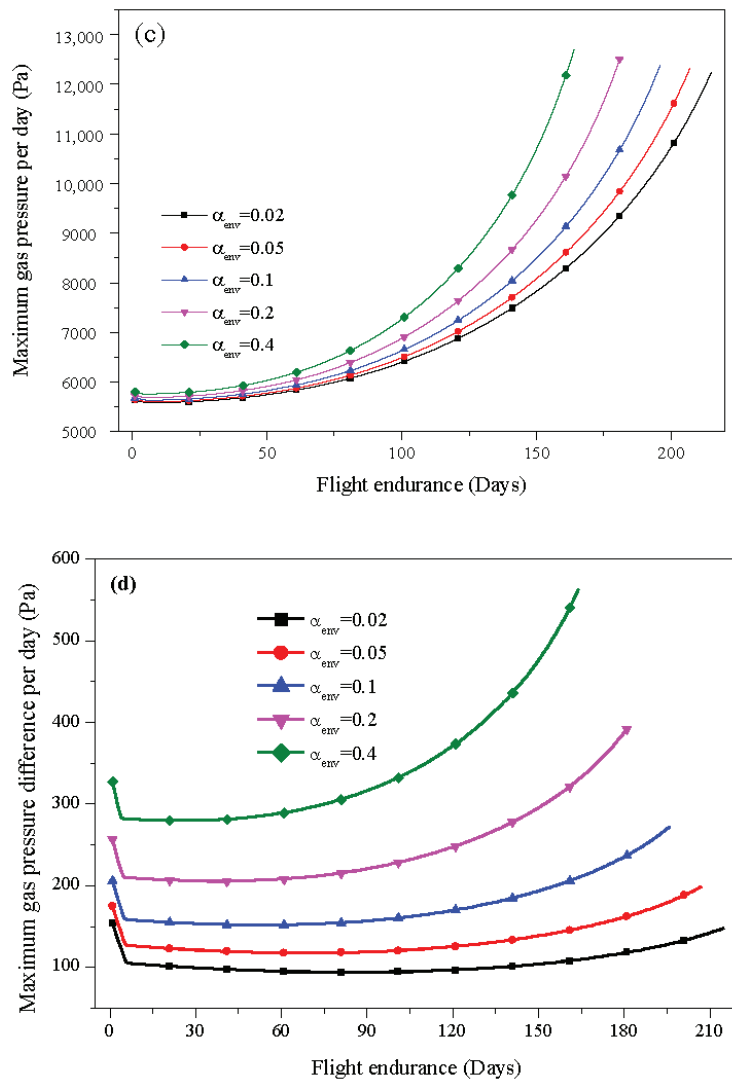 (c)
Maximum gas pressure per day (Pa)
13,000
12,000
11,000
10,000
9000
8000
7000
6000
5000
αenv=0.02
αenv=0.05
αenv=0.1
αenv=0.2
αenv=0.4
0 50 100 150 200
Flight endurance (Days)
(d)
Maximum gas pressure difference per day (Pa)
600
500
400
300
200
100
αenv=0.02
αenv=0.05
αenv=0.1
αenv=0.2
αenv=0.4
0 30 60 90 120 150 180 210
Flight endurance (Days)